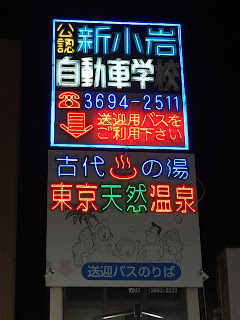 公認
新小岩
自動車学校
☎3694-2511
送迎用バスを
ご利用下さい
古代♨の湯
東京天然温泉
送迎バスのりば